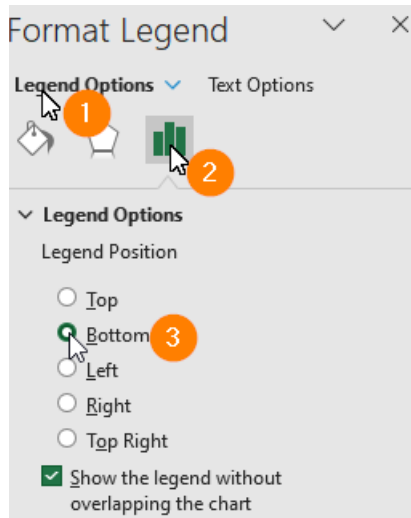 Format Legend
Legend Options Text Options
1
2
Legend Options
Legend Position
Top
Bottom 3
Left
Right
Top Right
Show the legend without
overlapping the chart